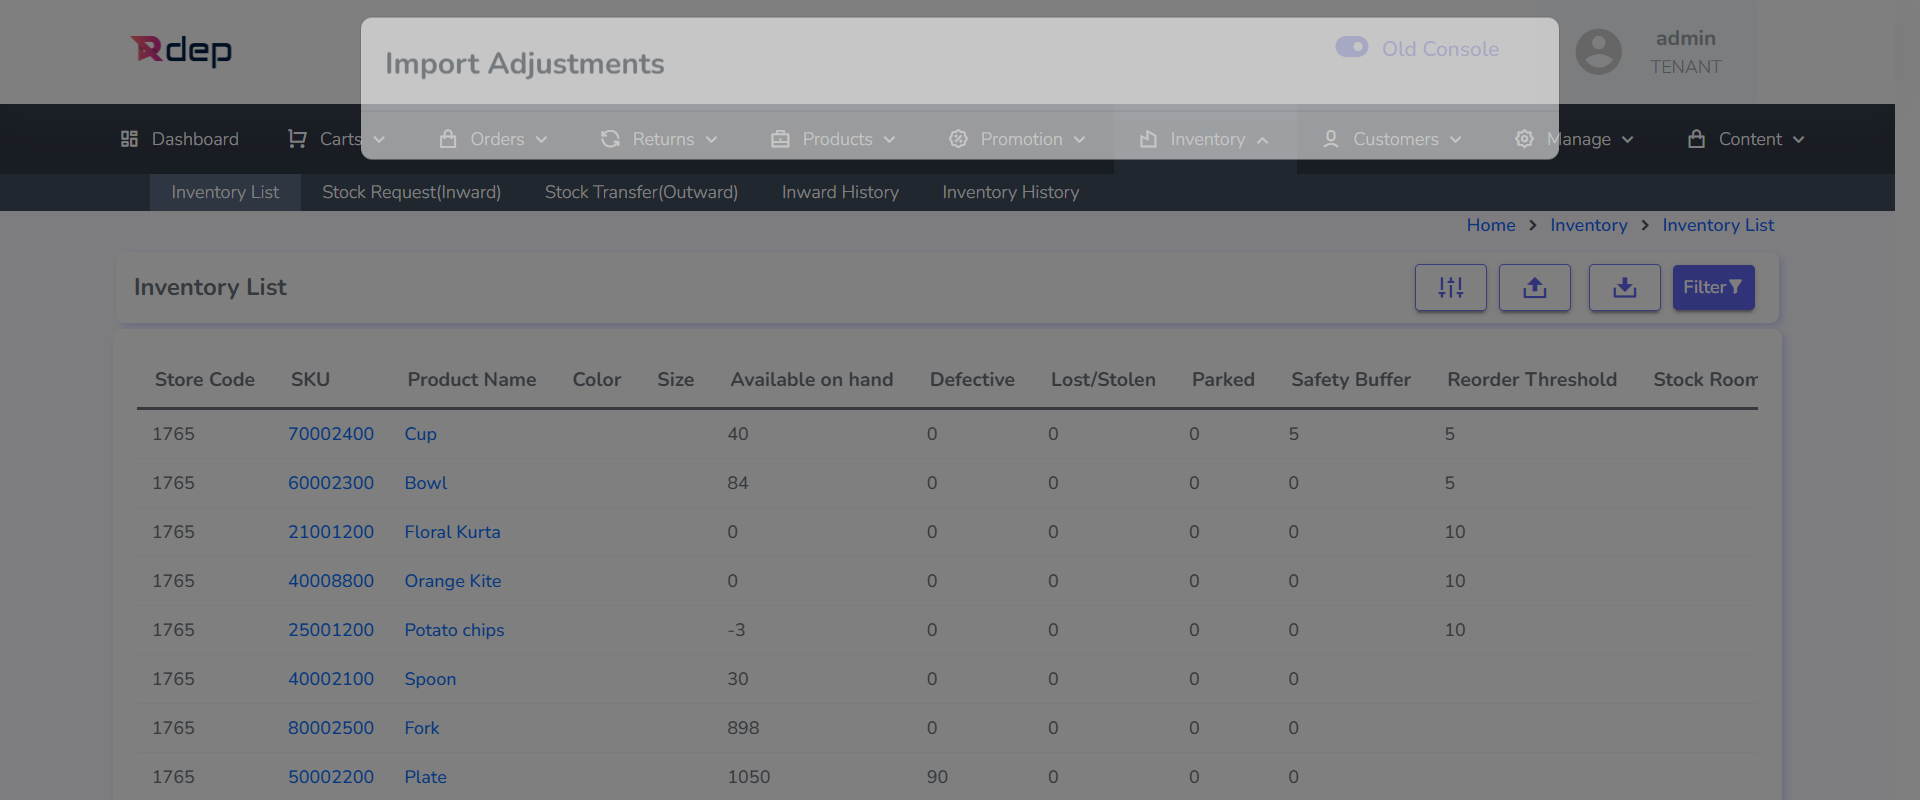 Rdep
Import Adjustments
Old Console
admin
TENANT
Dashboard Carts Orders Returns Products Promotion Inventory Customers Manage Content
Inventory List Stock Request(Inward) Stock Transfer(Outward) Inward History Inventory History
Home > Inventory > Inventory List
Inventory List
Filter
Store Code SKU Product Name Color Size Available on hand Defective Lost/Stolen Parked Safety Buffer Reorder Threshold Stock Room
1765 70002400 Cup 40 0 0 0 5 5
1765 60002300 Bowl 84 0 0 0 0 5
1765 21001200 Floral Kurta 0 0 0 0 0 10
1765 40008800 Orange Kite 0 0 0 0 0 10
1765 25001200 Potato chips -3 0 0 0 0 10
1765 40002100 Spoon 30 0 0 0 0
1765 80002500 Fork 898 0 0 0 0
1765 50002200 Plate 1050 90 0 0 0